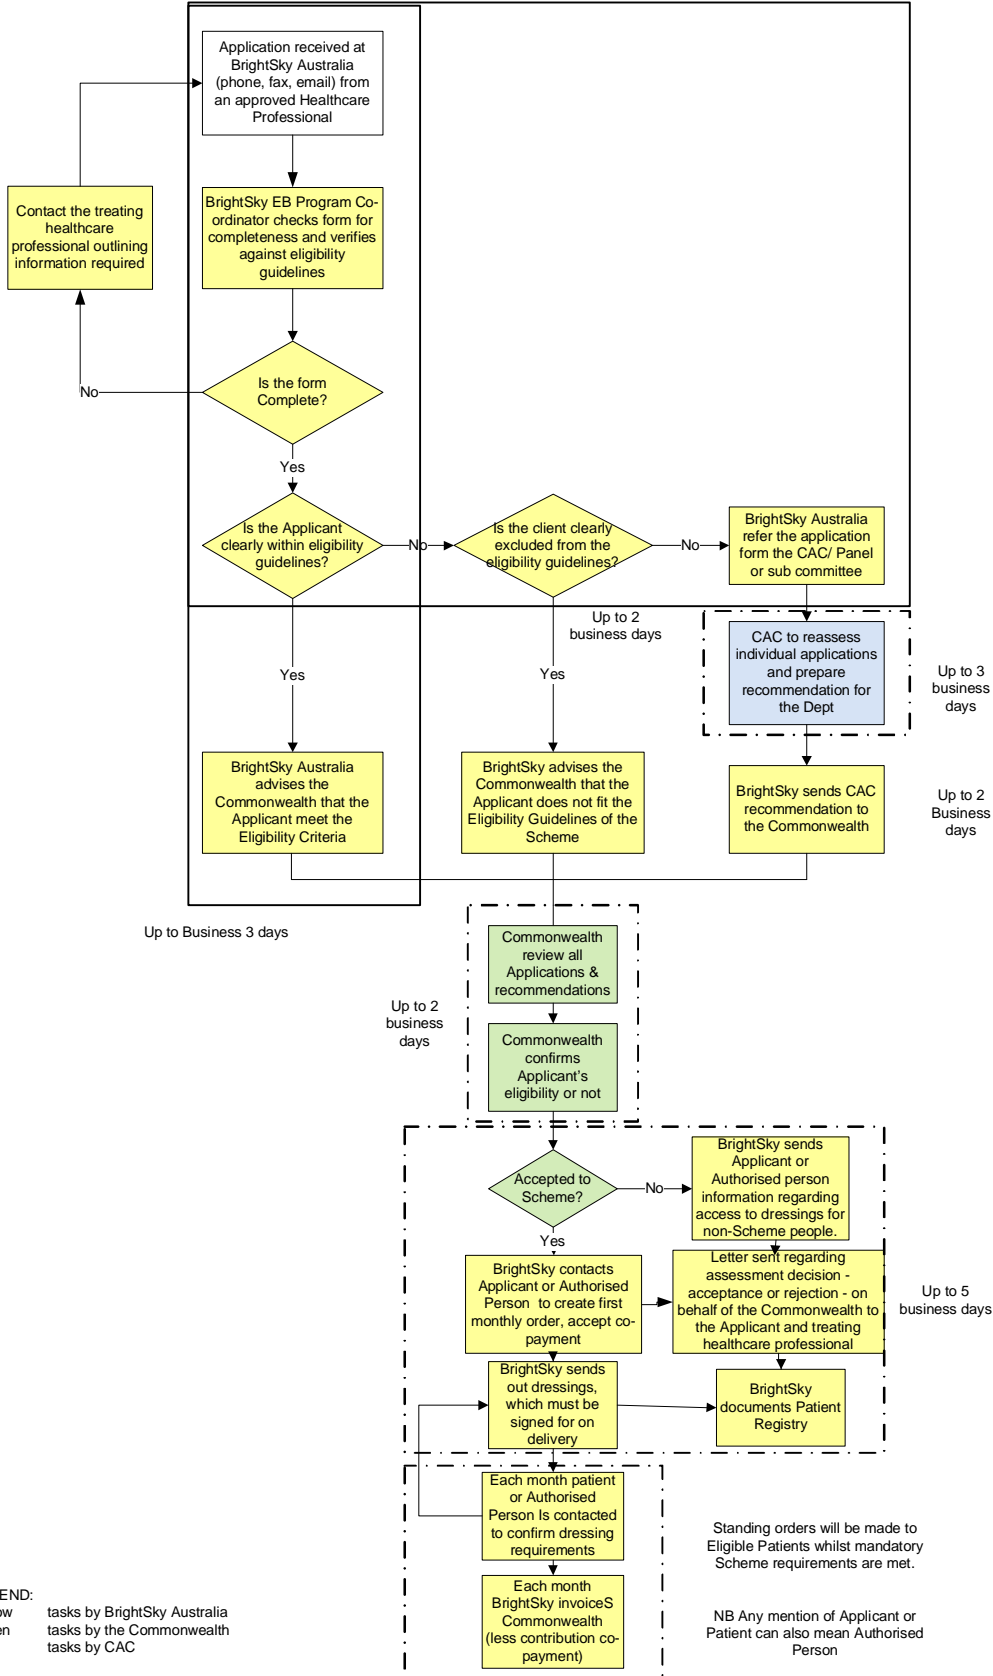 Application received at
BrightSky Australia
(phone, fax, email) from
an approved Healthcare
Professional
Contact the treating
healthcare
professional outlining
information required
BrightSky EB Program Co-
ordinator checks form for
completeness and verifies
against eligibility
guidelines
Is the form
Complete?
No
Yes
Is the Applicant
clearly within eligibility
guidelines?
No
Is the client clearly
excluded from the
eligibility guidelines?
No
BrightSky Australia
refer the application
form the CAC/ Panel
or sub committee
Up to 2
business days
CAC to reassess
individual applications
and prepare
recommendation for
the Dept
Up to 3
business
days
Yes
Yes
BrightSky Australia
advises the
Commonwealth that the
Applicant meet the
Eligibility Criteria
BrightSky advises the
Commonwealth that the
Applicant does not fit the
Eligibility Guidelines of the
Scheme
BrightSky sends CAC
recommendation to
the Commonwealth
Up to 2
Business
days
Up to Business 3 days
Commonwealth
review all
Applications &
recommendations
Up to 2
business
days
Commonwealth
confirms
Applicant's
eligibility or not
Accepted to
Scheme?
No
BrightSky sends
Applicant or
Authorised person
information regarding
access to dressings for
non-Scheme people.
Yes
BrightSky contacts
Applicant or Authorised
Person to create first
monthly order, accept co-
payment
Letter sent regarding
assessment decision -
acceptance or rejection - on
behalf of the Commonwealth to
the Applicant and treating
healthcare professional
Up to 5
business days
BrightSky sends
out dressings,
which must be
signed for on
delivery
BrightSky
documents Patient
Registry
Each month patient
or Authorised
Person Is contacted
to confirm dressing
requirements
Standing orders will be made to
Eligible Patients whilst mandatory
Scheme requirements are met.
Each month
BrightSky invoiceS
Commonwealth
(less contribution co-
payment)
NB Any mention of Applicant or
Patient can also mean Authorised
Person
END:
ow tasks by BrightSky Australia
en tasks by the Commonwealth
tasks by CAC